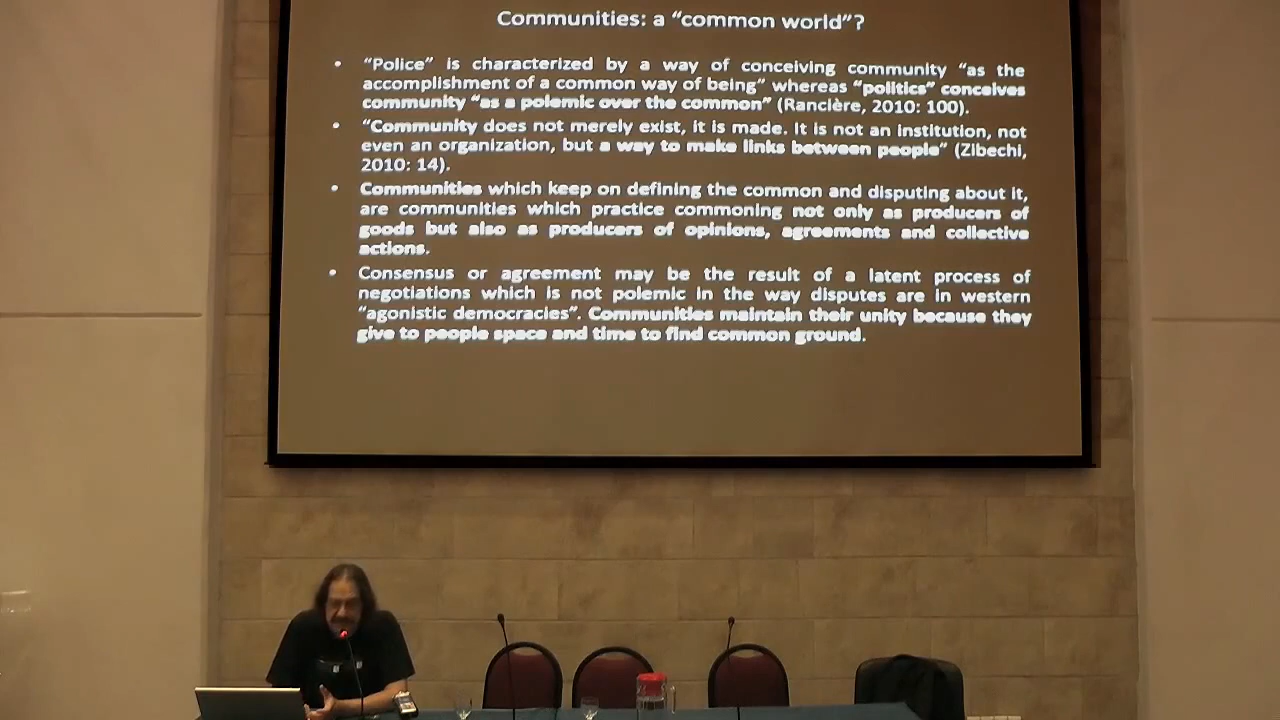 Communities: a “common world”?
• “Police” is characterized by a way of conceiving community “as the
accomplishment of a common way of being” whereas “politics” conceives
community “as a polemic over the common” (Rancière, 2010: 100).
• “Community does not merely exist, it is made. It is not an institution, not
even an organization, but a way to make links between people” (Zibechi,
2010: 14).
• Communities which keep on defining the common and disputing about it,
are communities which practice commoning not only as producers of
goods but also as producers of opinions, agreements and collective
actions.
• Consensus or agreement may be the result of a latent process of
negotiations which is not polemic in the way disputes are in western
“agonistic democracies”. Communities maintain their unity because they
give to people space and time to find common ground.